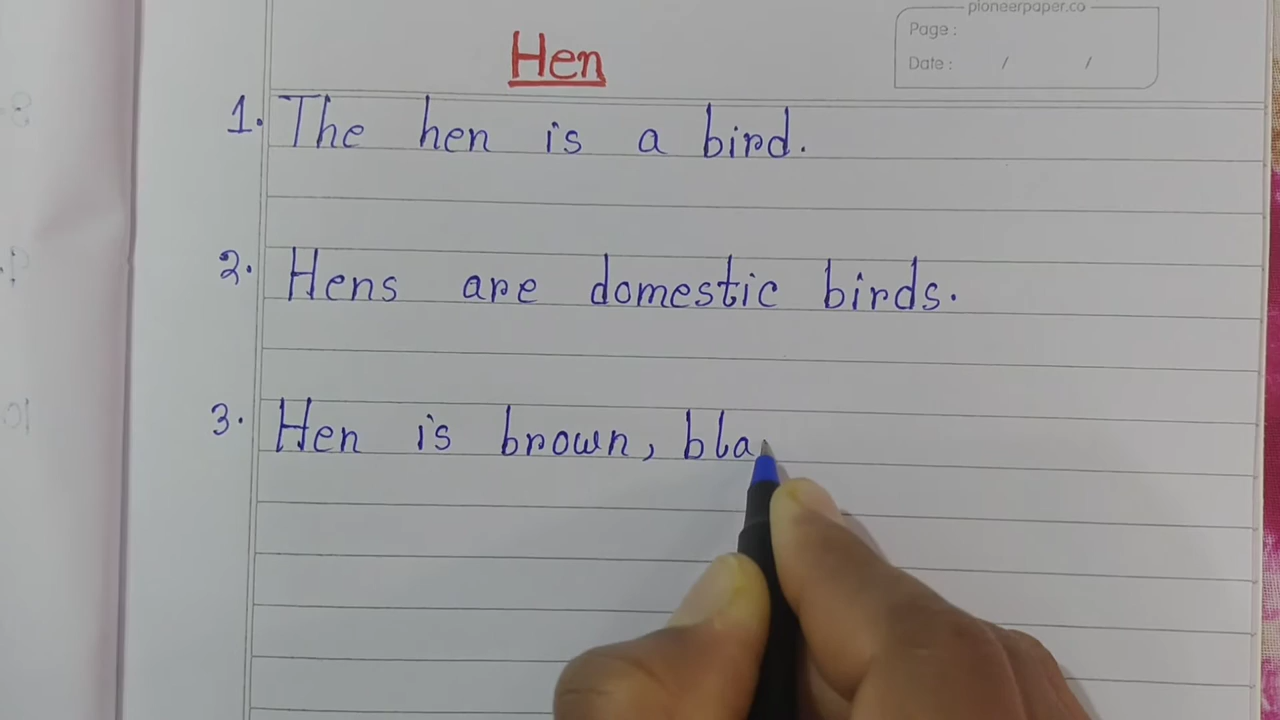 pioneerpaper.co
Page :
Date : / /
Hen
1. The hen is a bird.
2. Hens are domestic birds.
3. Hen is brown, bla
10